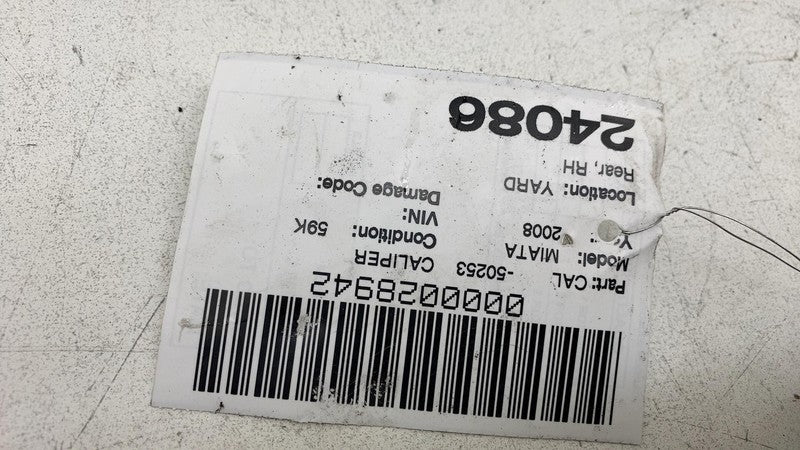 0000028942
Part: CAL -50253 CALIPER
Model: MIATA Condition: 59K
2008 VIN:
Damage Code:
Location: YARD
Rear, RH
24086